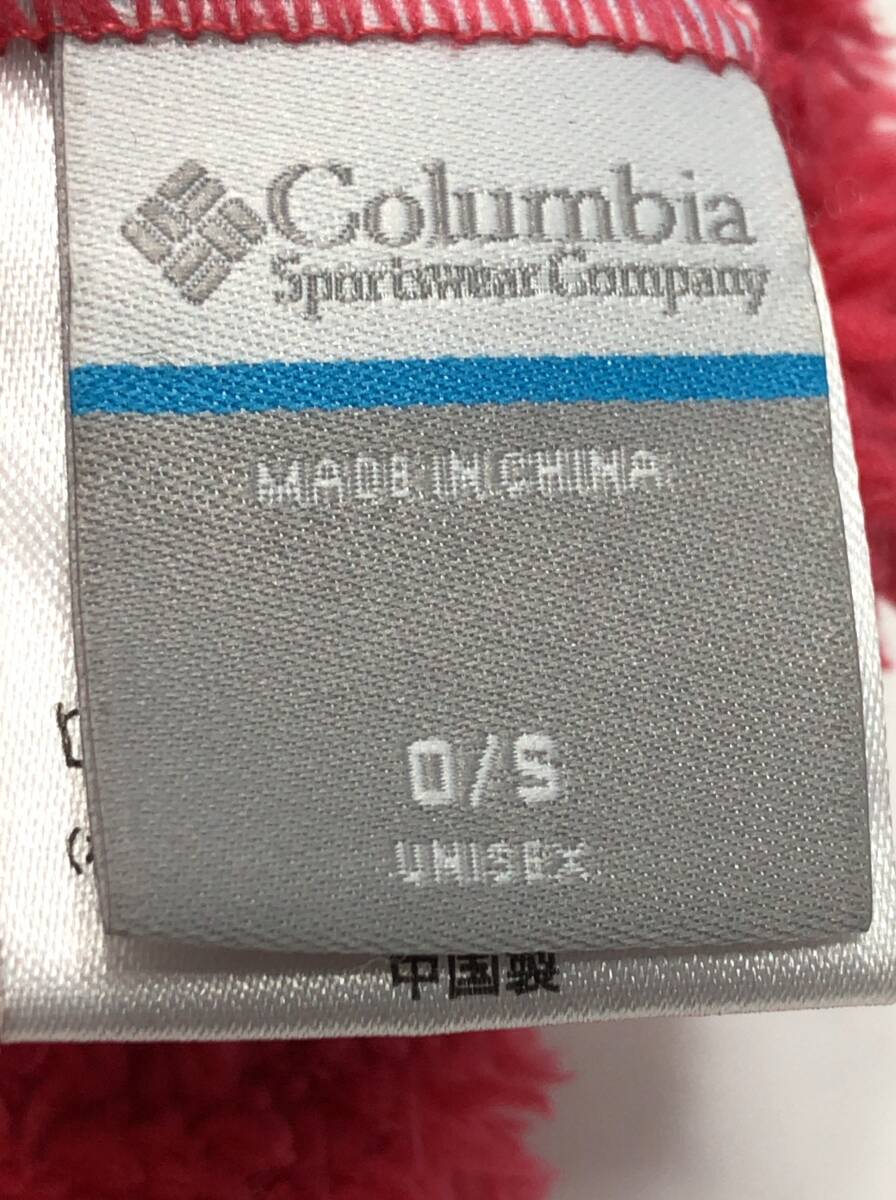 Columbia
Sportswear Company
MADE IN CHINA
O/S
UNISEX
中国製